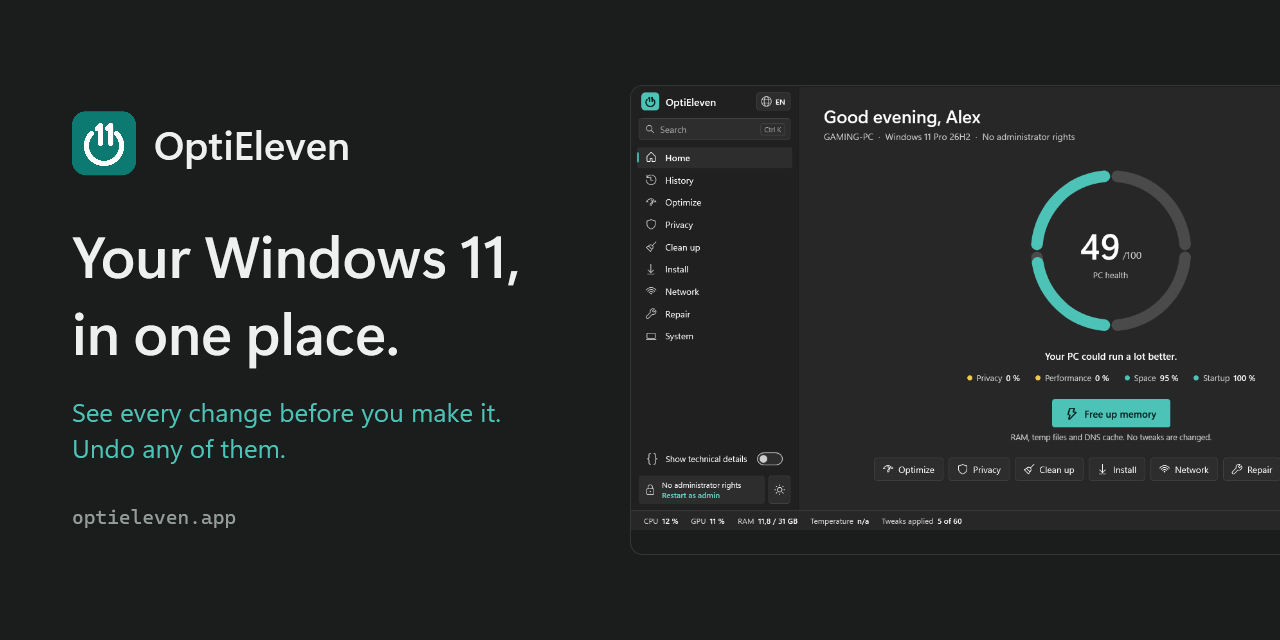 OptiEleven
Your Windows 11,
in one place.
See every change before you make it.
Undo any of them.
optieleven.app
OptiEleven
EN
Search
Ctrl K
Home
History
Optimize
Privacy
Clean up
Install
Network
Repair
System
{ } Show technical details
No administrator rights
Restart as admin
Good evening, Alex
GAMING-PC · Windows 11 Pro 26H2 · No administrator rights
49 /100
PC health
Your PC could run a lot better.
Privacy 0 % Performance 0 % Space 95 % Startup 100 %
Free up memory
RAM, temp files and DNS cache. No tweaks are changed.
Optimize Privacy Clean up Install Network Repair
CPU 12 % GPU 11 % RAM 11,8 / 31 GB Temperature n/a Tweaks applied 5 of 60